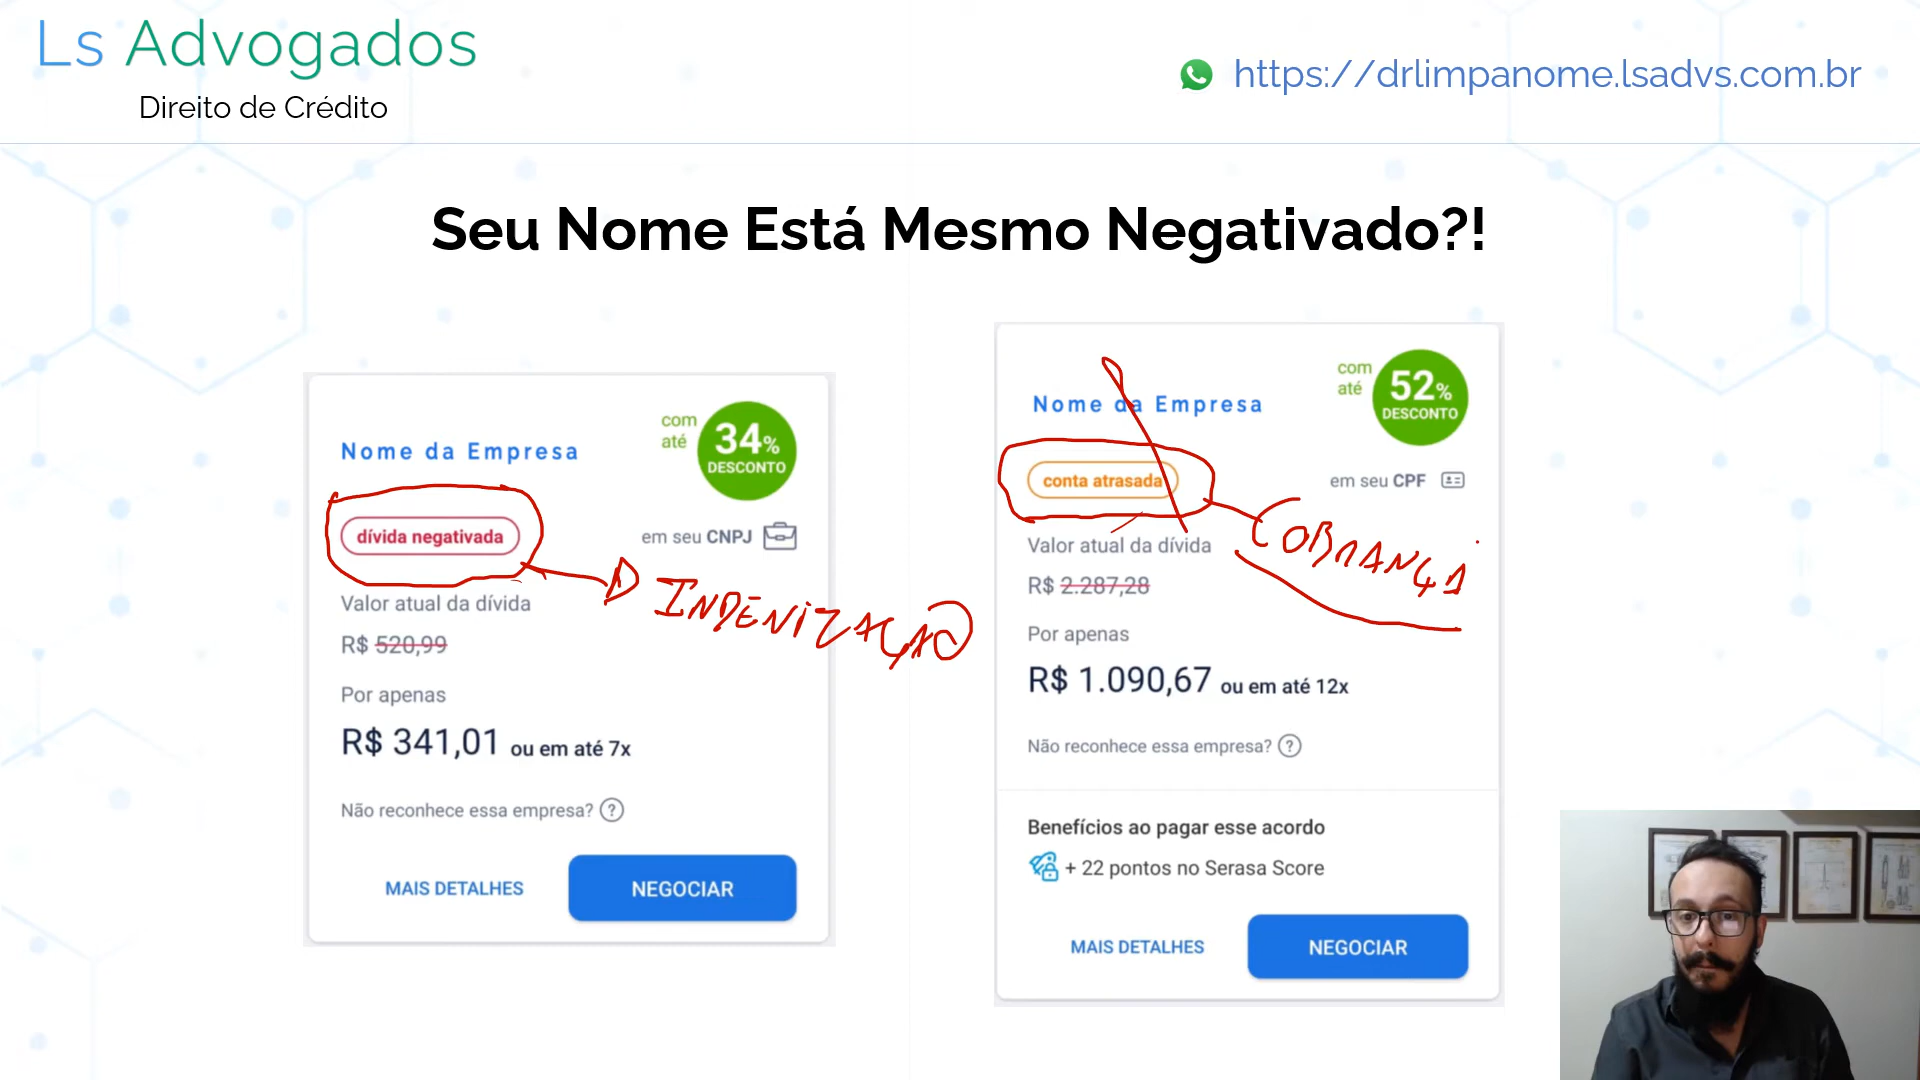 Ls Advogados
Direito de Crédito
https://drlimpanome.lsadvs.com.br
Seu Nome Está Mesmo Negativado?!
com até
34% DESCONTO
Nome da Empresa
dívida negativada
em seu CNPJ
INDENIZAÇÃO
Valor atual da dívida
R$ 520,99
Por apenas
R$ 341,01 ou em até 7x
Não reconhece essa empresa? ?
MAIS DETALHES
NEGOCIAR
com até
52% DESCONTO
Nome da Empresa
conta atrasada
em seu CPF
COBRANÇA
Valor atual da dívida
R$ 2.287,28
Por apenas
R$ 1.090,67 ou em até 12x
Não reconhece essa empresa? ?
Benefícios ao pagar esse acordo
+ 22 pontos no Serasa Score
MAIS DETALHES
NEGOCIAR